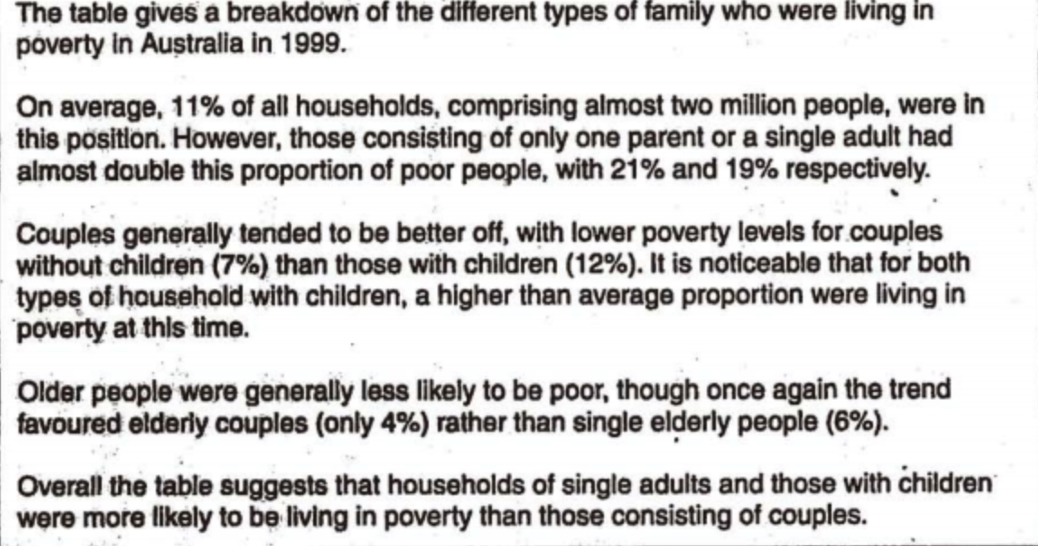 The table gives a breakdown of the different types of family who were living in
poverty in Australia in 1999.
On average, 11% of all households, comprising almost two million people, were in
this position. However, those consisting of only one parent or a single adult had
almost double this proportion of poor people, with 21% and 19% respectively.
Couples generally tended to be better off, with lower poverty levels for couples
without children (7%) than those with children (12%). It is noticeable that for both
types of household with children, a higher than average proportion were living in
poverty at this time.
Older people were generally less likely to be poor, though once again the trend
favoured elderly couples (only 4%) rather than single elderly people (6%).
Overall the table suggests that households of single adults and those with children
were more likely to be living in poverty than those consisting of couples.